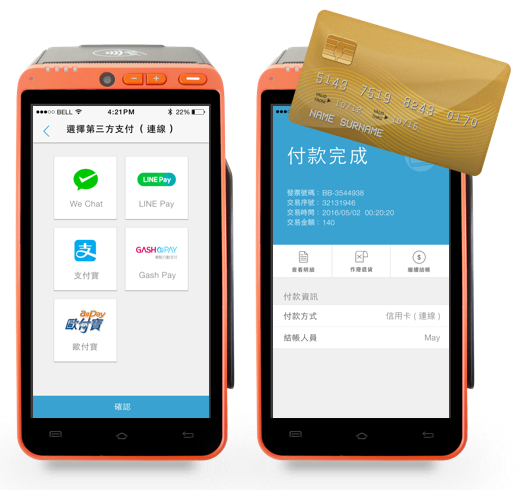 BELL 4:21PM 22%
選擇第三方支付（連線）
We Chat
LINE Pay
LINE Pay
支
支付寶
GASH PAY
Gash Pay
歐付寶
歐付寶
確認
5143 7519 8243 0170
VALID FROM 10/12 10/15
NAME SURNAME
付款完成
發票號碼：BB-3544938
交易序號：32131946
交易時間：2016/05/02 00:20:20
交易金額：140
查看明細
作廢退貨
$
繼續結帳
付款資訊
付款方式 信用卡（連線）
結帳人員 May